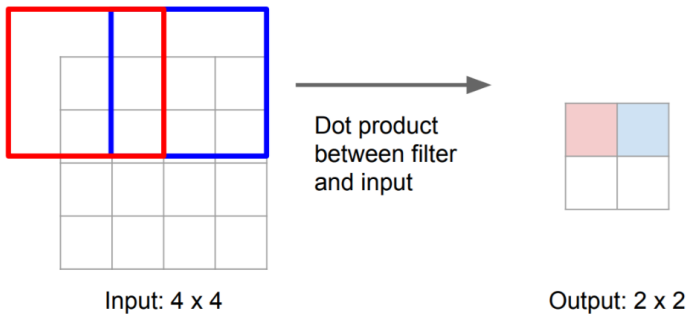 Dot product
between filter
and input
Input: 4 x 4
Output: 2 x 2